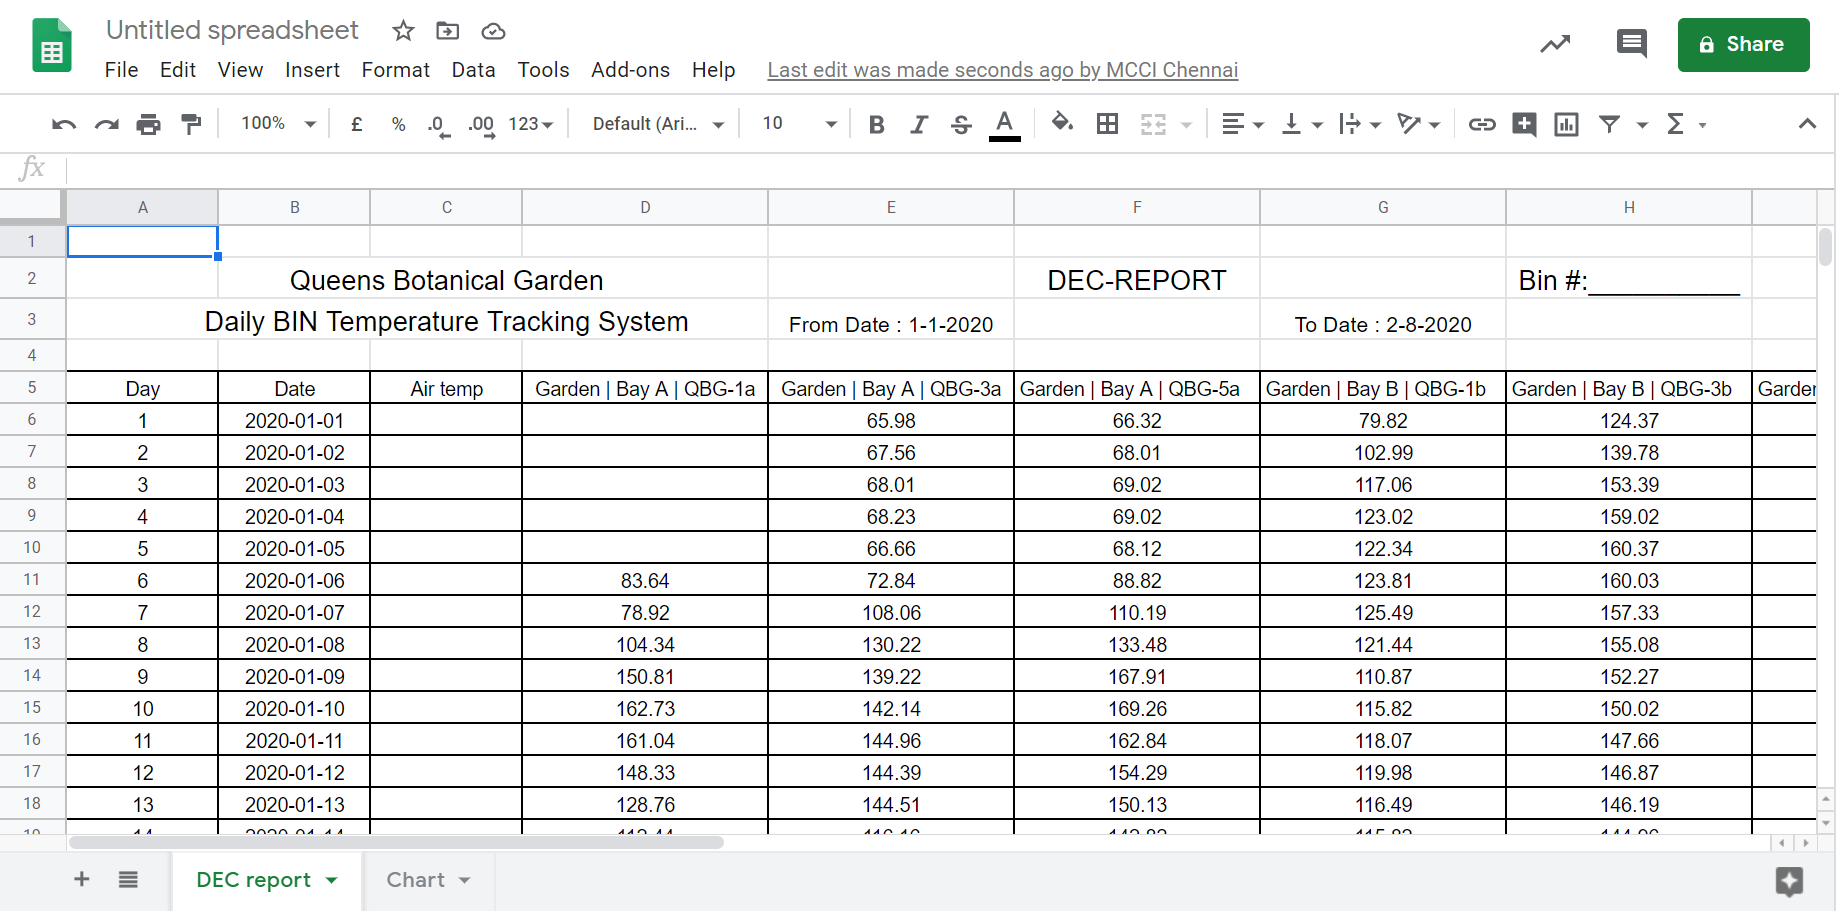 Untitled spreadsheet
File Edit View Insert Format Data Tools Add-ons Help Last edit was made seconds ago by MCCI Chennai
Share
100% £ % .0 .00 123 Default (Ari... 10 B I S A Σ
fx
A B C D E F G H
1
2 Queens Botanical Garden DEC-REPORT Bin #:___________
3 Daily BIN Temperature Tracking System From Date : 1-1-2020 To Date : 2-8-2020
4
5 Day Date Air temp Garden | Bay A | QBG-1a Garden | Bay A | QBG-3a Garden | Bay A | QBG-5a Garden | Bay B | QBG-1b Garden | Bay B | QBG-3b
6 1 2020-01-01 65.98 66.32 79.82 124.37
7 2 2020-01-02 67.56 68.01 102.99 139.78
8 3 2020-01-03 68.01 69.02 117.06 153.39
9 4 2020-01-04 68.23 69.02 123.02 159.02
10 5 2020-01-05 66.66 68.12 122.34 160.37
11 6 2020-01-06 83.64 72.84 88.82 123.81 160.03
12 7 2020-01-07 78.92 108.06 110.19 125.49 157.33
13 8 2020-01-08 104.34 130.22 133.48 121.44 155.08
14 9 2020-01-09 150.81 139.22 167.91 110.87 152.27
15 10 2020-01-10 162.73 142.14 169.26 115.82 150.02
16 11 2020-01-11 161.04 144.96 162.84 118.07 147.66
17 12 2020-01-12 148.33 144.39 154.29 119.98 146.87
18 13 2020-01-13 128.76 144.51 150.13 116.49 146.19
DEC report Chart